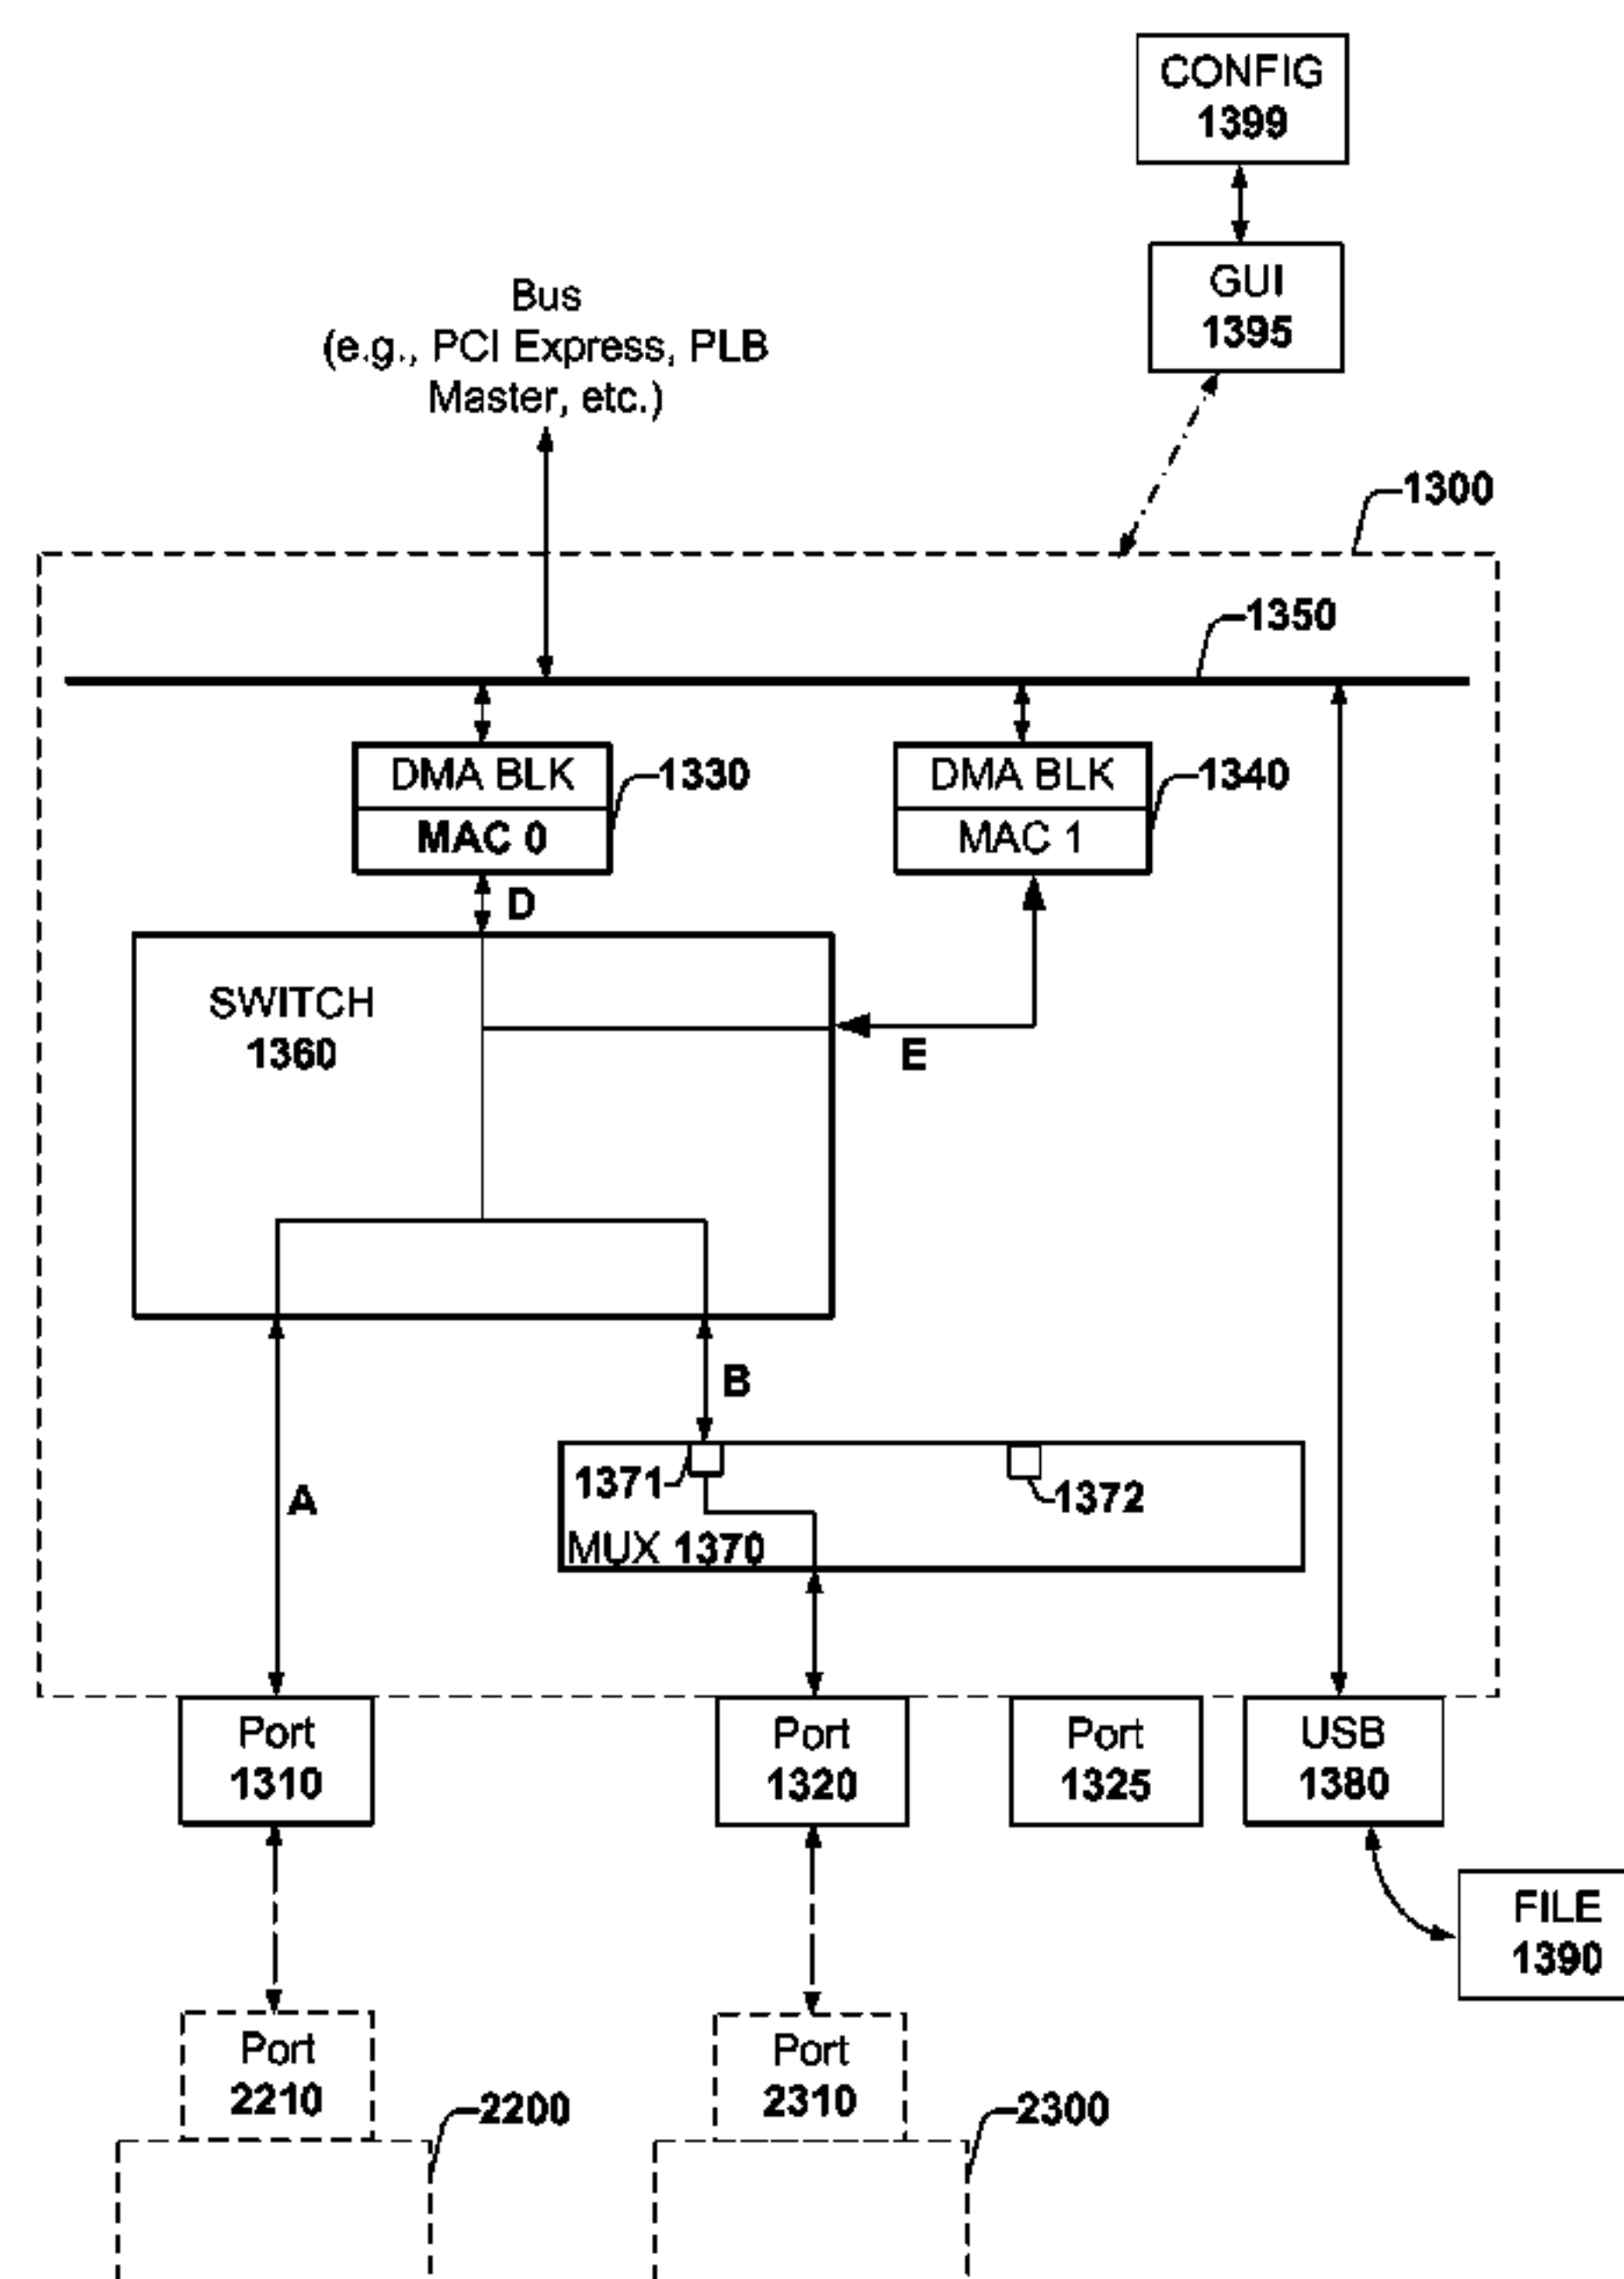 CONFIG
1399
GUI
1395
Bus
(e.g., PCI Express, PLB
Master, etc.)
1300
1350
DMA BLK
MAC 0
1330
DMA BLK
MAC 1
1340
D
SWITCH
1360
E
B
1371
1372
MUX 1370
A
Port
1310
Port
1320
Port
1325
USB
1380
FILE
1390
Port
2210
2200
Port
2310
2300